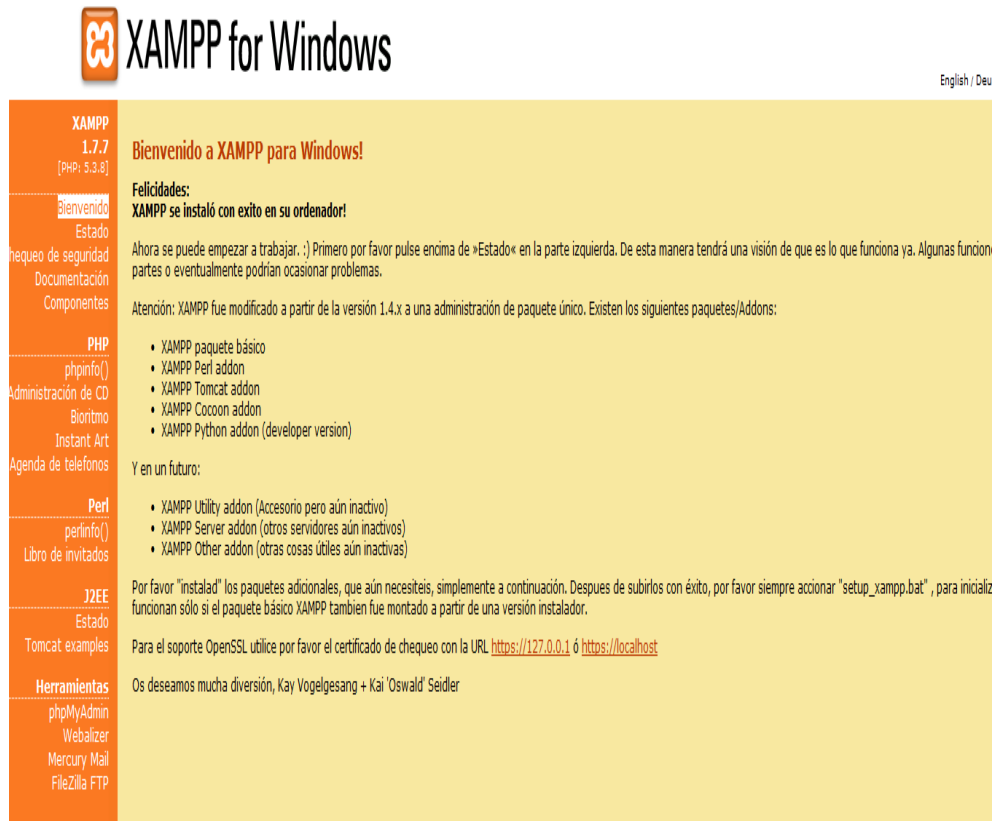 XAMPP for Windows
English / Deu
XAMPP
1.7.7
[PHP: 5.3.8]
Bienvenido
Estado
hequeo de seguridad
Documentación
Componentes
PHP
phpinfo()
Administración de CD
Bioritmo
Instant Art
Agenda de telefonos
Perl
perlinfo()
Libro de invitados
J2EE
Estado
Tomcat examples
Herramientas
phpMyAdmin
Webalizer
Mercury Mail
FileZilla FTP
Bienvenido a XAMPP para Windows!
Felicidades:
XAMPP se instaló con exito en su ordenador!
Ahora se puede empezar a trabajar. :) Primero por favor pulse encima de »Estado« en la parte izquierda. De esta manera tendrá una visión de que es lo que funciona ya. Algunas funcion
partes o eventualmente podrían ocasionar problemas.
Atención: XAMPP fue modificado a partir de la versión 1.4.x a una administración de paquete único. Existen los siguientes paquetes/Addons:
• XAMPP paquete básico
• XAMPP Perl addon
• XAMPP Tomcat addon
• XAMPP Cocoon addon
• XAMPP Python addon (developer version)
Y en un futuro:
• XAMPP Utility addon (Accesorio pero aún inactivo)
• XAMPP Server addon (otros servidores aún inactivos)
• XAMPP Other addon (otras cosas útiles aún inactivas)
Por favor "instalad" los paquetes adicionales, que aún necesiteis, simplemente a continuación. Despues de subirlos con éxito, por favor siempre accionar "setup_xampp.bat" , para inicializ
funcionan sólo si el paquete básico XAMPP tambien fue montado a partir de una versión instalador.
Para el soporte OpenSSL utilice por favor el certificado de chequeo con la URL https://127.0.0.1 ó https://localhost
Os deseamos mucha diversión, Kay Vogelgesang + Kai 'Oswald' Seidler